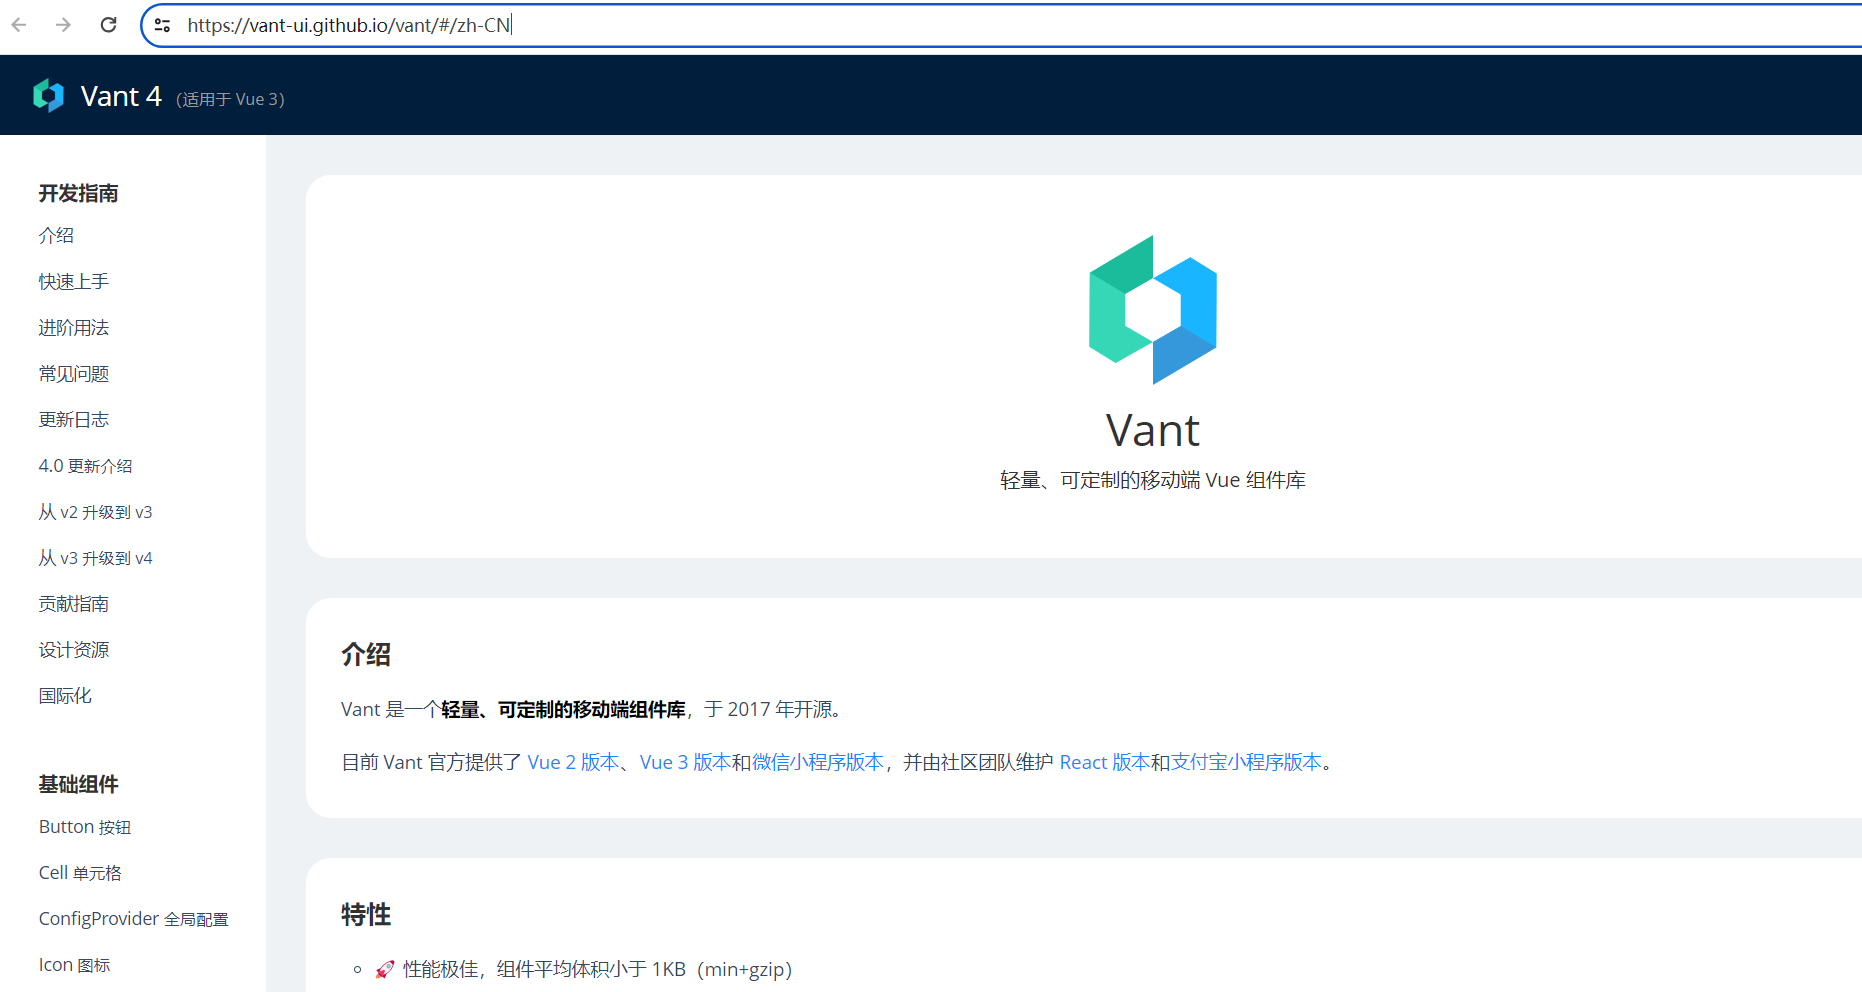 https://vant-ui.github.io/vant/#/zh-CN
Vant 4 (适用于 Vue 3)
开发指南
介绍
快速上手
进阶用法
常见问题
更新日志
4.0 更新介绍
从 v2 升级到 v3
从 v3 升级到 v4
贡献指南
设计资源
国际化
基础组件
Button 按钮
Cell 单元格
ConfigProvider 全局配置
Icon 图标
Vant
轻量、可定制的移动端 Vue 组件库
介绍
Vant 是一个轻量、可定制的移动端组件库，于 2017 年开源。
目前 Vant 官方提供了 Vue 2 版本、Vue 3 版本和微信小程序版本，并由社区团队维护 React 版本和支付宝小程序版本。
特性
🚀 性能极佳，组件平均体积小于 1KB（min+gzip）